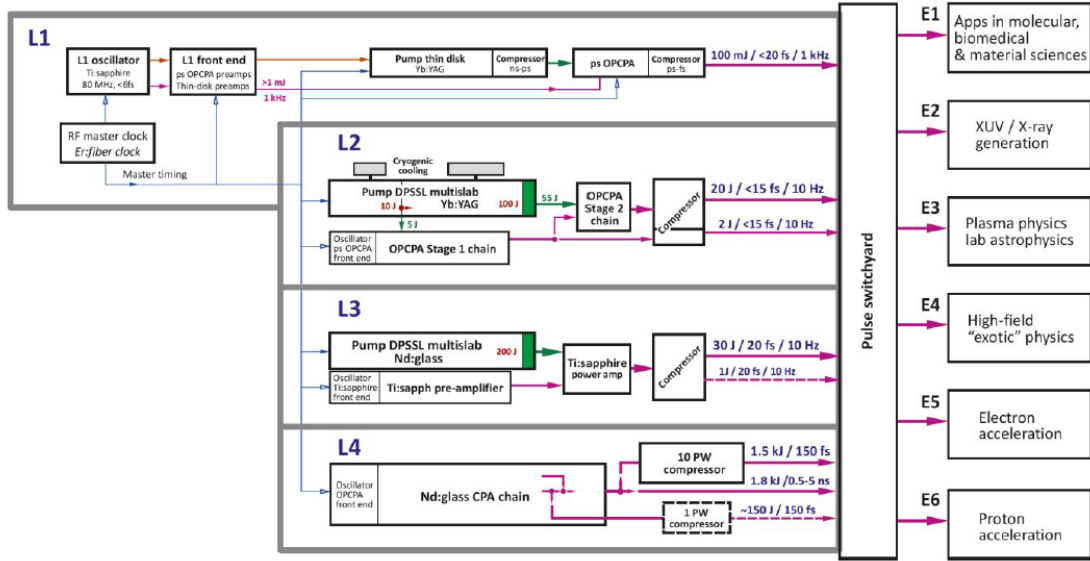 L1
L1 oscillator
Ti:sapphire
80 MHz, <6fs
L1 front end
ps OPCPA preamps
Thin-disk preamps
>1 mJ
1 kHz
Pump thin disk
Yb:YAG
Compressor
ns-ps
ps OPCPA
Compressor
ps-fs
100 mJ / <20 fs / 1 kHz
RF master clock
Er:fiber clock
Master timing
L2
Cryogenic
cooling
Pump DPSSL multislab
Yb:YAG
10 J
100 J
55 J
5 J
Oscillator
ps OPCPA
front end
OPCPA Stage 1 chain
OPCPA
Stage 2
chain
Compressor
20 J / <15 fs / 10 Hz
2 J / <15 fs / 10 Hz
L3
Pump DPSSL multislab
Nd:glass
200 J
Oscillator
Ti:sapphire
front end
Ti:sapph pre-amplifier
Ti:sapphire
power amp
Compressor
30 J / 20 fs / 10 Hz
1J / 20 fs / 10 Hz
L4
Oscillator
OPCPA
front end
Nd:glass CPA chain
10 PW
compressor
1.5 kJ / 150 fs
1.8 kJ /0.5-5 ns
1 PW
compressor
~150 J / 150 fs
Pulse switchyard
E1
Apps in molecular,
biomedical
& material sciences
E2
XUV / X-ray
generation
E3
Plasma physics
lab astrophysics
E4
High-field
“exotic” physics
E5
Electron
acceleration
E6
Proton
acceleration